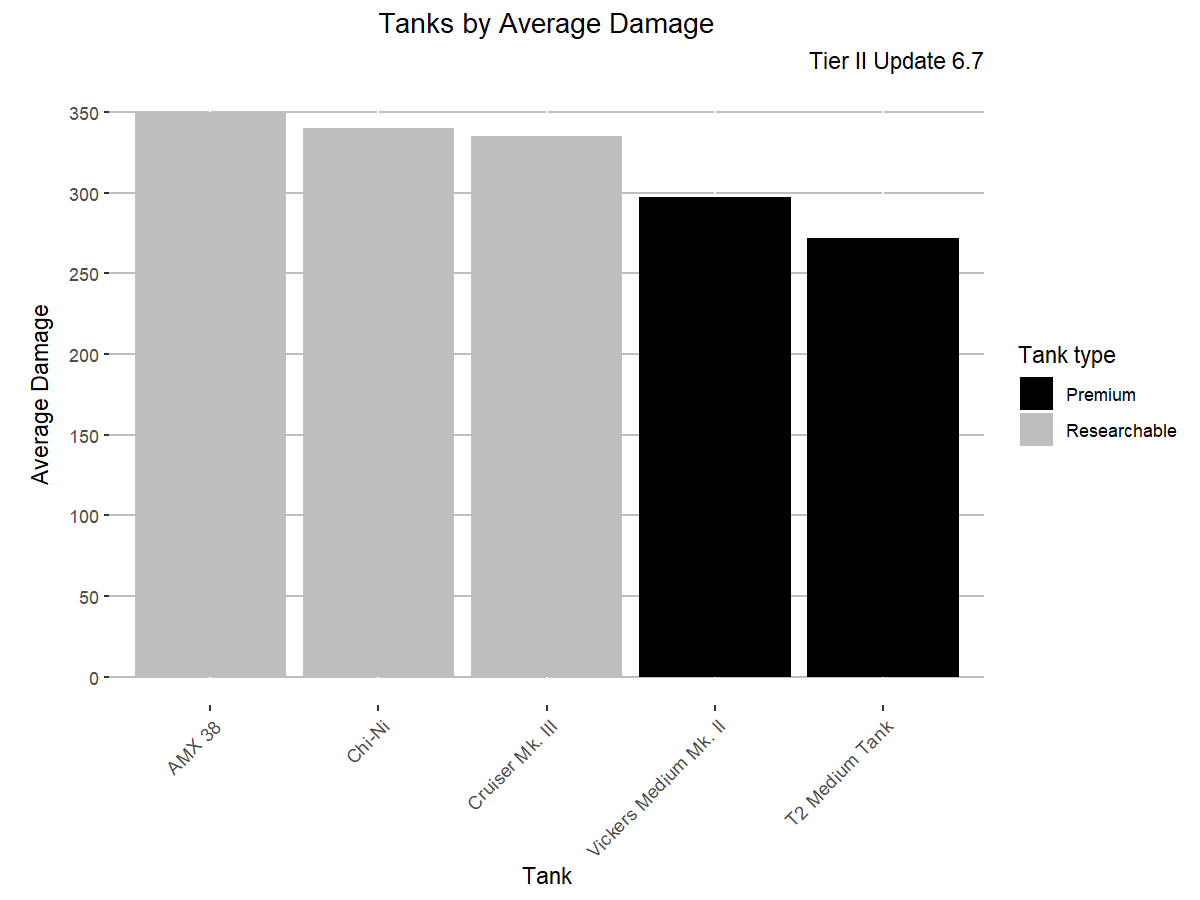 Tanks by Average Damage
Tier II Update 6.7
Average Damage
350
300
250
200
150
100
50
0
AMX 38
Chi-Ni
Cruiser Mk. III
Vickers Medium Mk. II
T2 Medium Tank
Tank
Tank type
Premium
Researchable